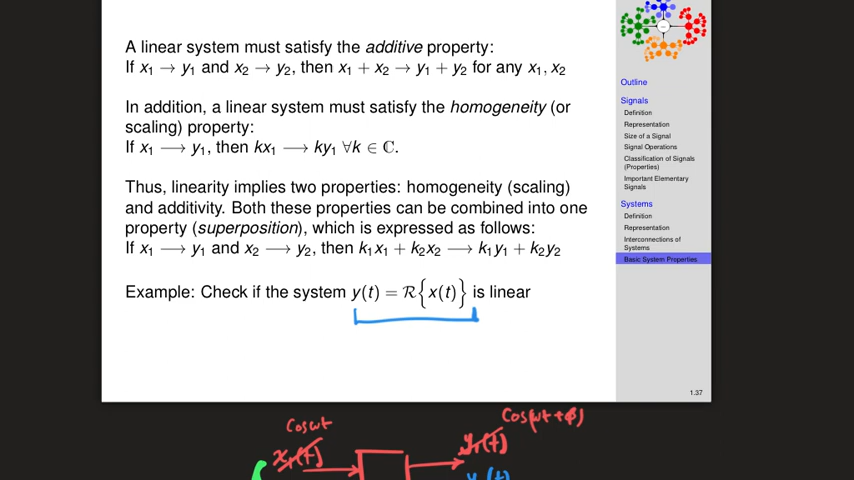 A linear system must satisfy the additive property:
If x₁ → y₁ and x₂ → y₂, then x₁ + x₂ → y₁ + y₂ for any x₁, x₂
In addition, a linear system must satisfy the homogeneity (or
scaling) property:
If x₁ ⟶ y₁, then kx₁ ⟶ ky₁ ∀k ∈ ℂ.
Thus, linearity implies two properties: homogeneity (scaling)
and additivity. Both these properties can be combined into one
property (superposition), which is expressed as follows:
If x₁ ⟶ y₁ and x₂ ⟶ y₂, then k₁x₁ + k₂x₂ ⟶ k₁y₁ + k₂y₂
Example: Check if the system y(t) = ℛ{x(t)} is linear
Outline
Signals
Definition
Representation
Size of a Signal
Signal Operations
Classification of Signals
(Properties)
Important Elementary
Signals
Systems
Definition
Representation
Interconnections of
Systems
Basic System Properties
1.37
Cos ωt
Cos(ωt+ϕ)
x₁(t)
y₁(t)